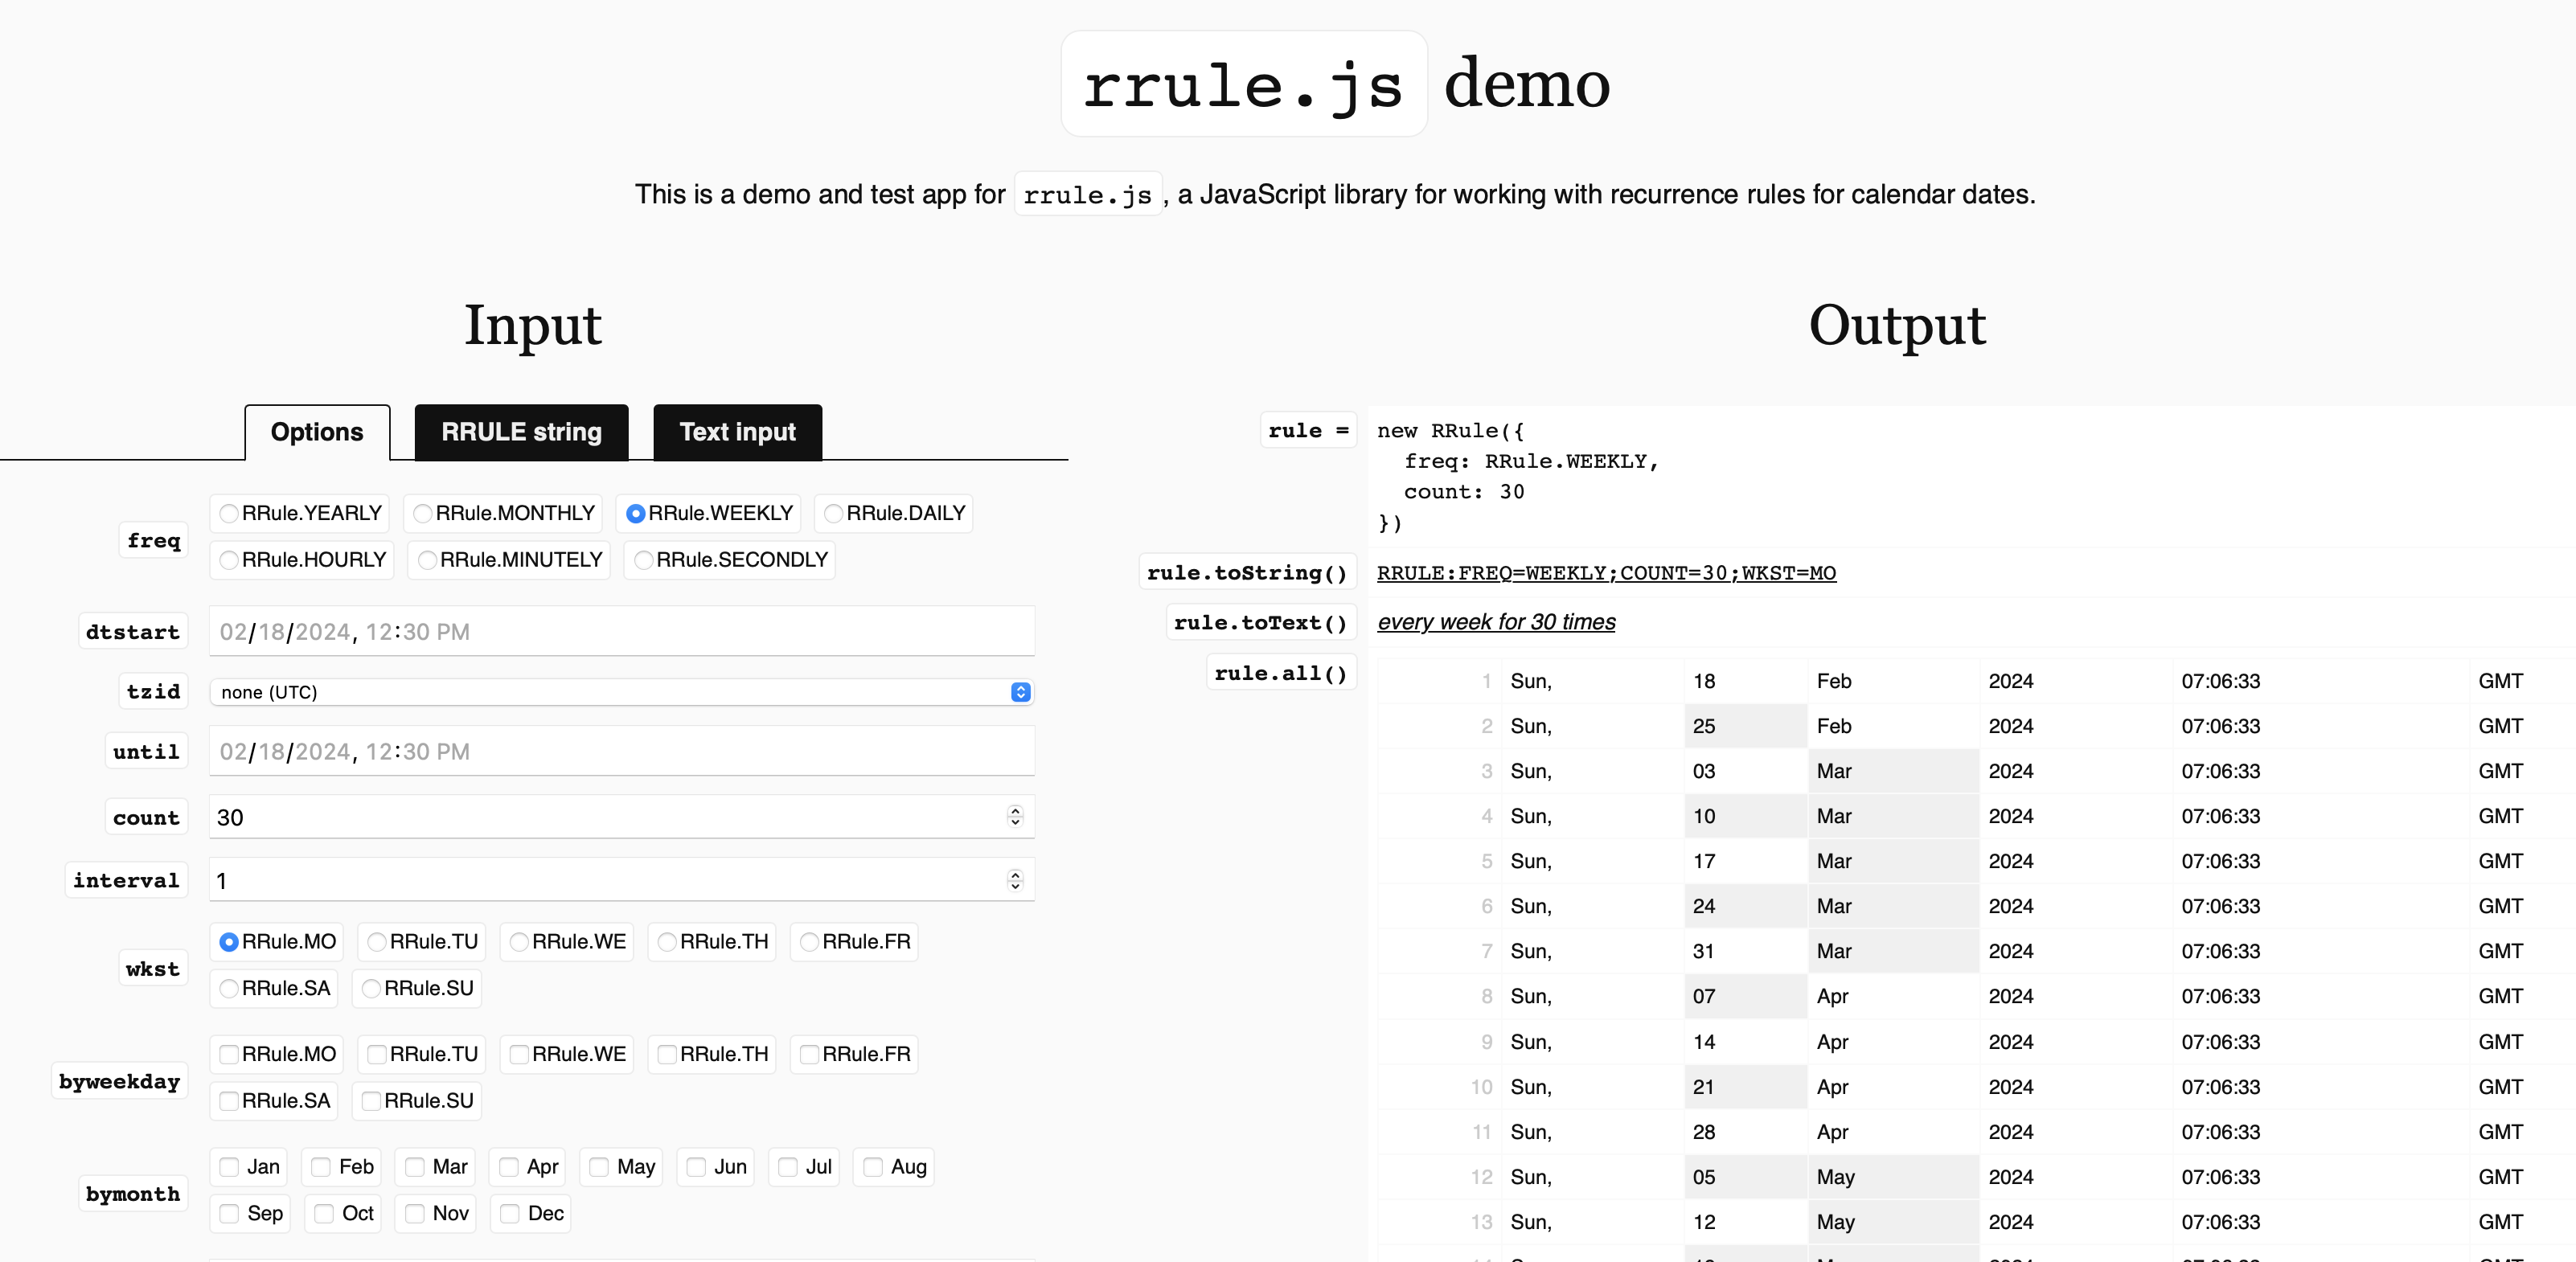 rrule.js demo
This is a demo and test app for rrule.js, a JavaScript library for working with recurrence rules for calendar dates.
Input
Options
RRULE string
Text input
freq
RRule.YEARLY RRule.MONTHLY RRule.WEEKLY RRule.DAILY
RRule.HOURLY RRule.MINUTELY RRule.SECONDLY
dtstart
02/18/2024, 12:30 PM
tzid
none (UTC)
until
02/18/2024, 12:30 PM
count
30
interval
1
wkst
RRule.MO RRule.TU RRule.WE RRule.TH RRule.FR
RRule.SA RRule.SU
byweekday
RRule.MO RRule.TU RRule.WE RRule.TH RRule.FR
RRule.SA RRule.SU
bymonth
Jan Feb Mar Apr May Jun Jul Aug
Sep Oct Nov Dec
Output
rule =
new RRule({
freq: RRule.WEEKLY,
count: 30
})
rule.toString()
RRULE:FREQ=WEEKLY;COUNT=30;WKST=MO
rule.toText()
every week for 30 times
rule.all()
1 Sun, 18 Feb 2024 07:06:33 GMT
2 Sun, 25 Feb 2024 07:06:33 GMT
3 Sun, 03 Mar 2024 07:06:33 GMT
4 Sun, 10 Mar 2024 07:06:33 GMT
5 Sun, 17 Mar 2024 07:06:33 GMT
6 Sun, 24 Mar 2024 07:06:33 GMT
7 Sun, 31 Mar 2024 07:06:33 GMT
8 Sun, 07 Apr 2024 07:06:33 GMT
9 Sun, 14 Apr 2024 07:06:33 GMT
10 Sun, 21 Apr 2024 07:06:33 GMT
11 Sun, 28 Apr 2024 07:06:33 GMT
12 Sun, 05 May 2024 07:06:33 GMT
13 Sun, 12 May 2024 07:06:33 GMT